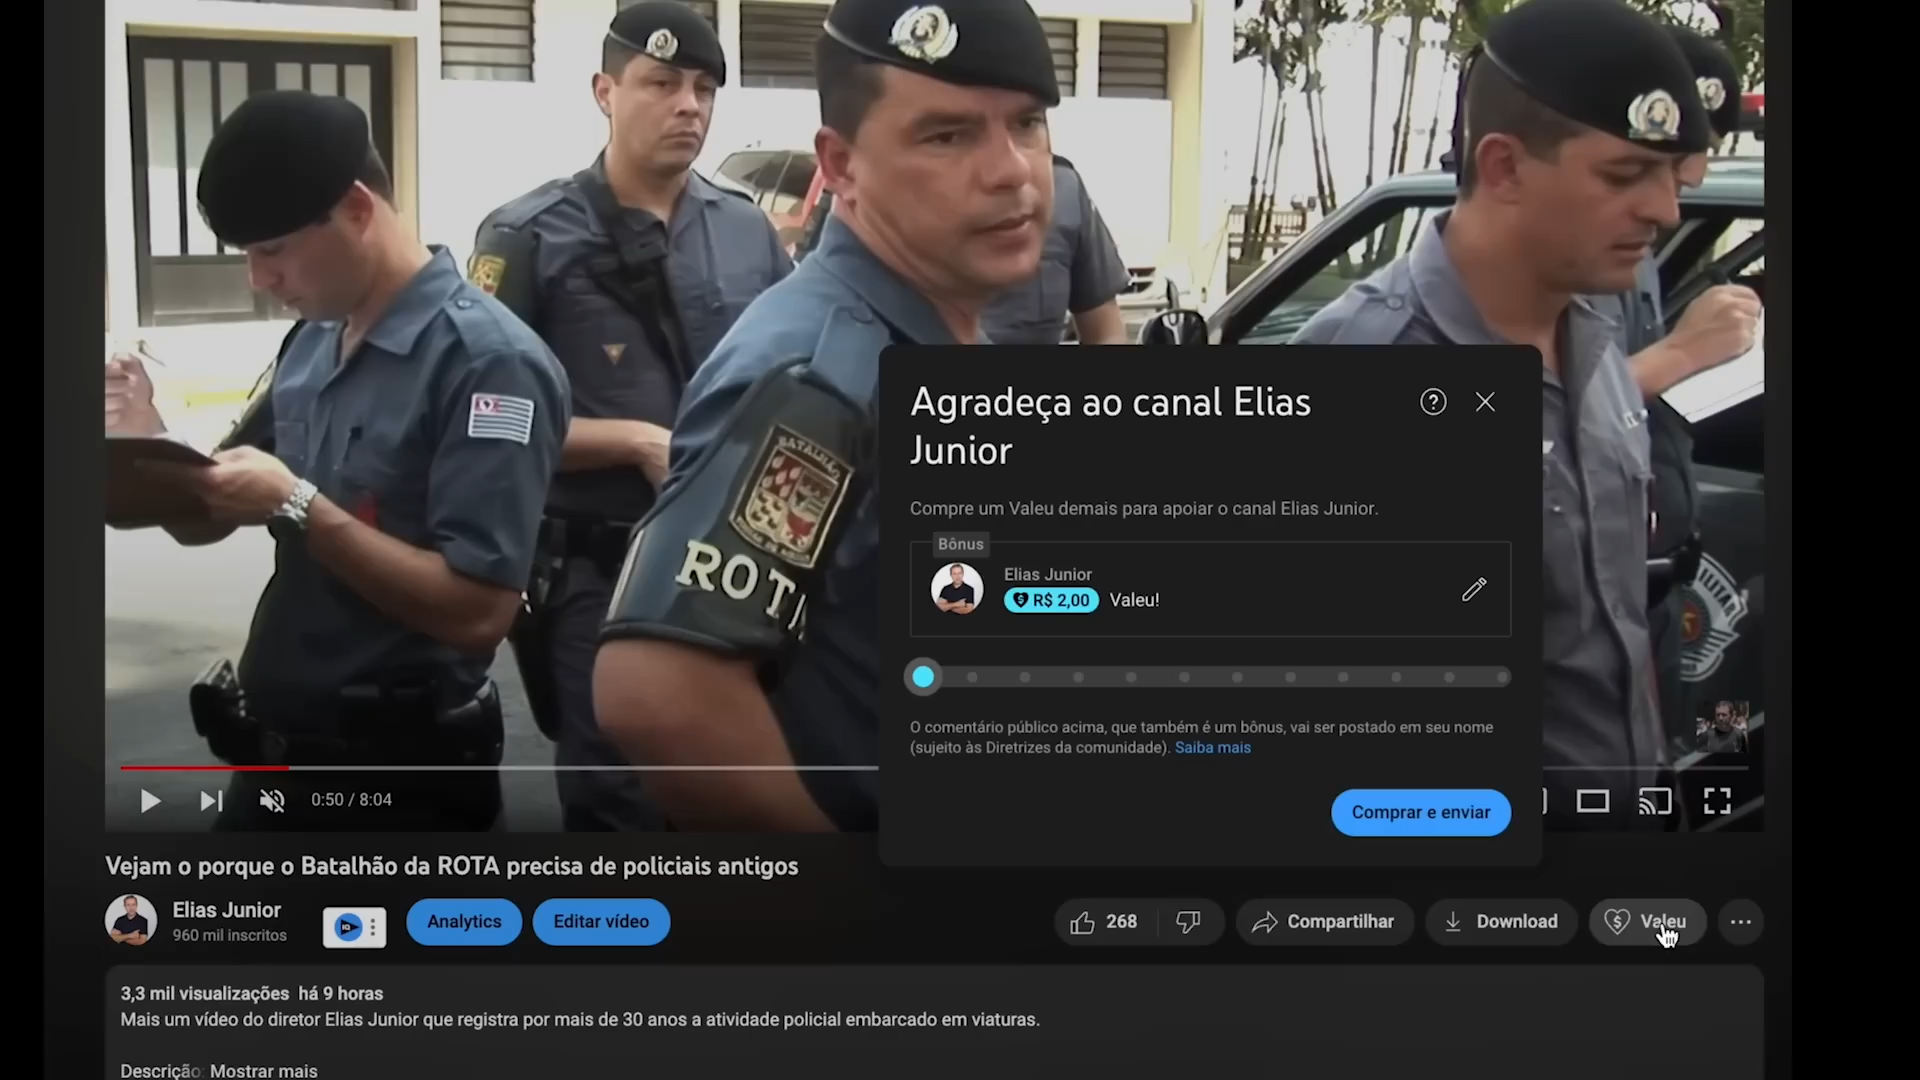 BATALHÃO
ROTA
MILITAR
Agradeça ao canal Elias
Junior
Compre um Valeu demais para apoiar o canal Elias Junior.
Bônus
Elias Junior
R$ 2,00 Valeu!
O comentário público acima, que também é um bônus, vai ser postado em seu nome
(sujeito às Diretrizes da comunidade). Saiba mais
Comprar e enviar
0:50 / 8:04
Vejam o porque o Batalhão da ROTA precisa de policiais antigos
Elias Junior
960 mil inscritos
Analytics
Editar vídeo
268
Compartilhar
Download
Valeu
3,3 mil visualizações há 9 horas
Mais um vídeo do diretor Elias Junior que registra por mais de 30 anos a atividade policial embarcado em viaturas.
Descrição: Mostrar mais